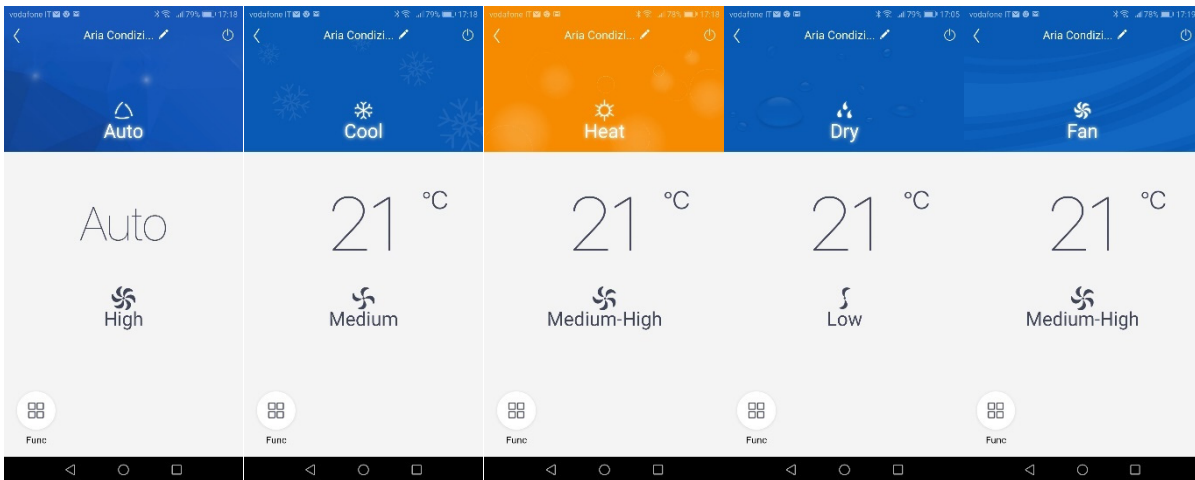 vodafone IT 79% 17:18
Aria Condizi...
Auto
Auto
High
Func
vodafone IT 79% 17:18
Aria Condizi...
Cool
21 °C
Medium
Func
vodafone IT 78% 17:18
Aria Condizi...
Heat
21 °C
Medium-High
Func
vodafone IT 79% 17:05
Aria Condizi...
Dry
21 °C
Low
Func
vodafone IT 78% 17:19
Aria Condizi...
Fan
21 °C
Medium-High
Func